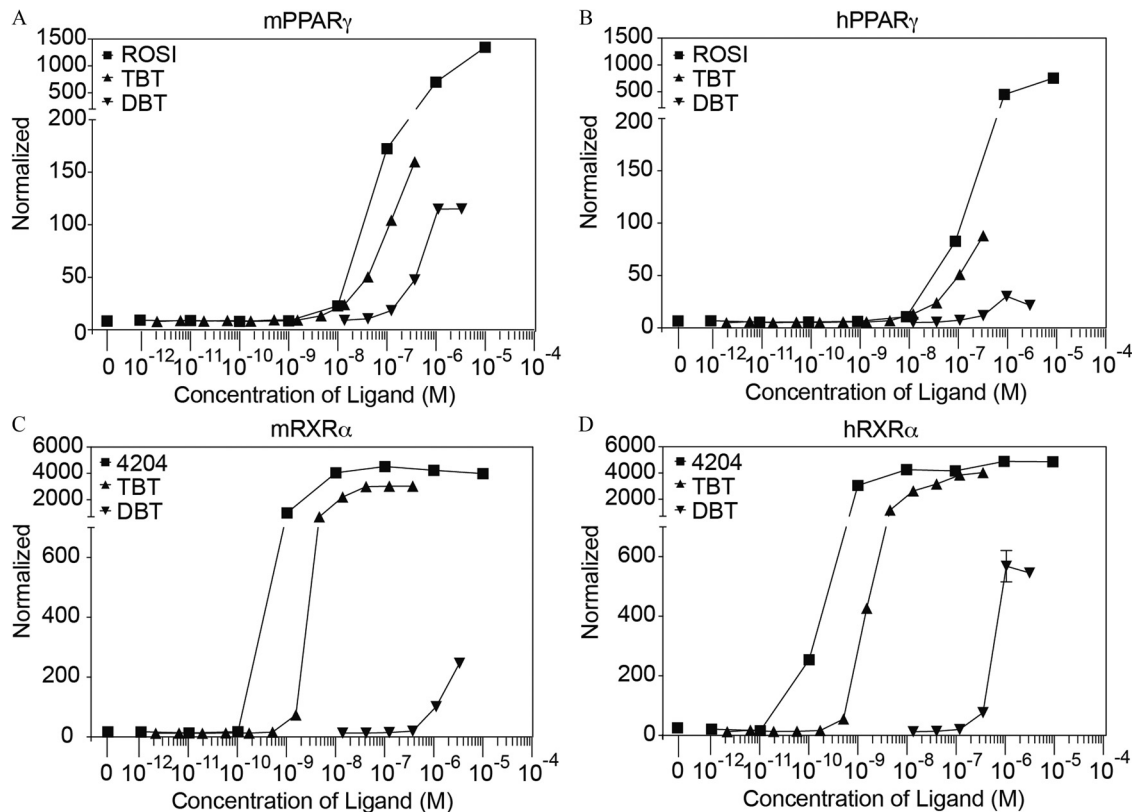 A
mPPARγ
1500
1000
500
200
150
100
50
0
Normalized
ROSI
TBT
DBT
0 10-12 10-11 10-10 10-9 10-8 10-7 10-6 10-5 10-4
Concentration of Ligand (M)
B
hPPARγ
1500
1000
500
200
150
100
50
0
Normalized
ROSI
TBT
DBT
0 10-12 10-11 10-10 10-9 10-8 10-7 10-6 10-5 10-4
Concentration of Ligand (M)
C
mRXRα
6000
4000
2000
600
400
200
0
Normalized
4204
TBT
DBT
0 10-12 10-11 10-10 10-9 10-8 10-7 10-6 10-5 10-4
Concentration of Ligand (M)
D
hRXRα
6000
4000
2000
600
400
200
0
Normalized
4204
TBT
DBT
0 10-12 10-11 10-10 10-9 10-8 10-7 10-6 10-5 10-4
Concentration of Ligand (M)